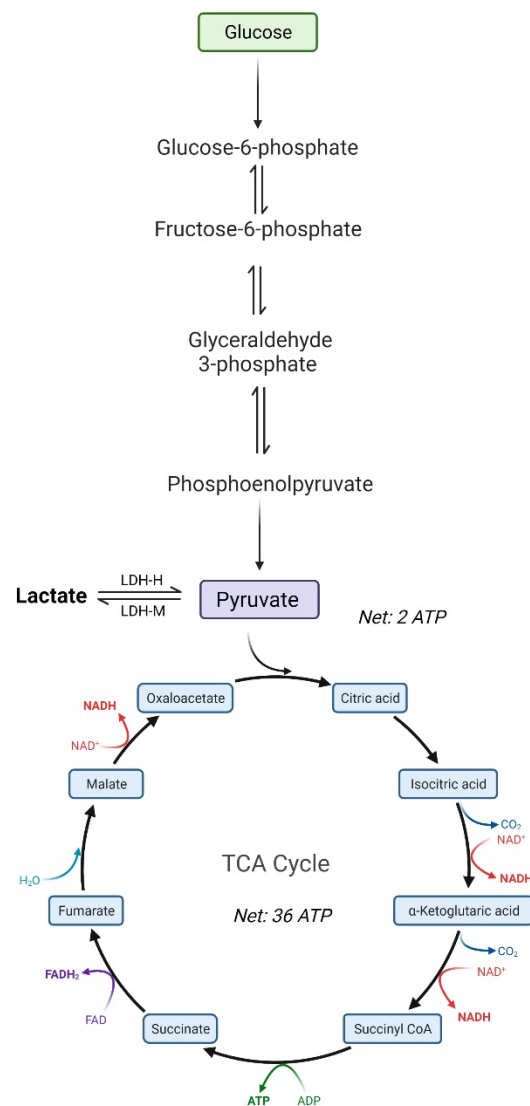 Glucose
Glucose-6-phosphate
Fructose-6-phosphate
Glyceraldehyde
3-phosphate
Phosphoenolpyruvate
Lactate
LDH-H
LDH-M
Pyruvate
Net: 2 ATP
Oxaloacetate
Citric acid
NADH
NAD⁺
Malate
Isocitric acid
CO₂
NAD⁺
NADH
H₂O
TCA Cycle
Net: 36 ATP
Fumarate
α-Ketoglutaric acid
CO₂
NAD⁺
NADH
FADH₂
FAD
Succinate
Succinyl CoA
ATP
ADP